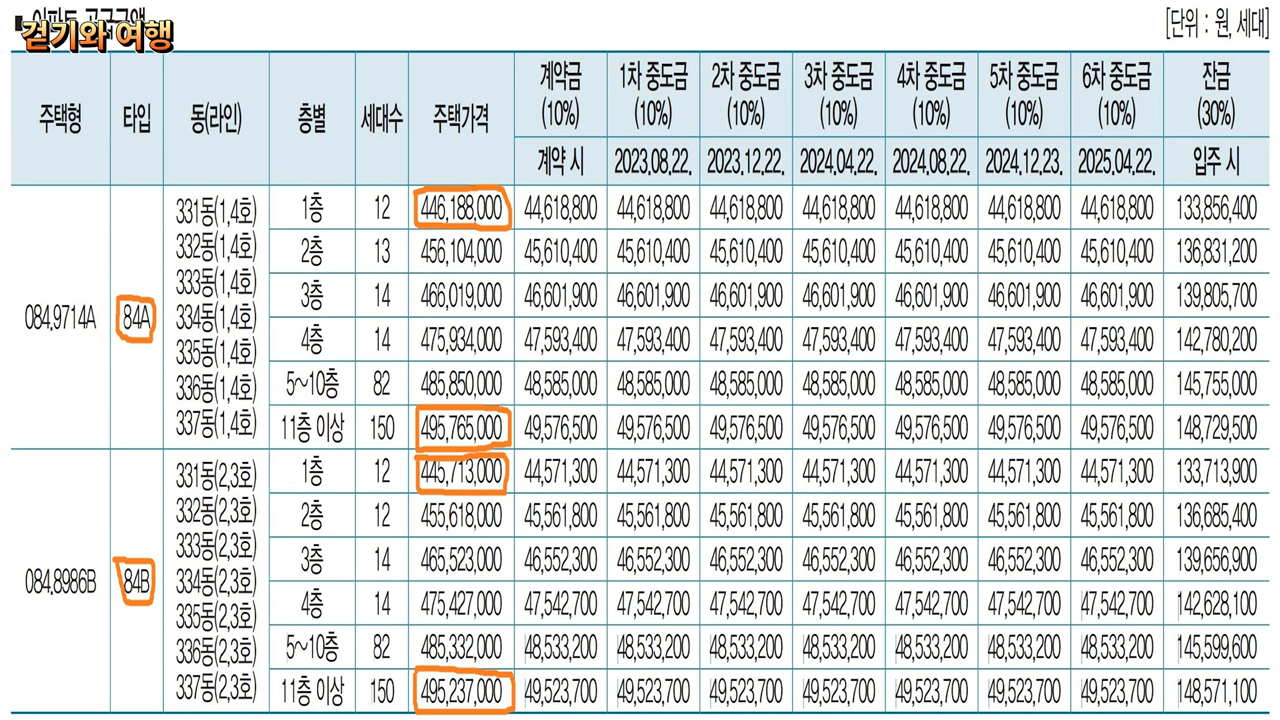 ■ 아파트 공급금액
걷기와 여행
[단위 : 원, 세대]
주택형 타입 동(라인) 층별 세대수 주택가격 계약금 (10%) 1차 중도금 (10%) 2차 중도금 (10%) 3차 중도금 (10%) 4차 중도금 (10%) 5차 중도금 (10%) 6차 중도금 (10%) 잔금 (30%)
계약 시 2023.08.22. 2023.12.22. 2024.04.22. 2024.08.22. 2024.12.23. 2025.04.22. 입주 시
084.9714A 84A
331동(1,4호)
332동(1,4호)
333동(1,4호)
334동(1,4호)
335동(1,4호)
336동(1,4호)
337동(1,4호)
1층 12 446,188,000 44,618,800 44,618,800 44,618,800 44,618,800 44,618,800 44,618,800 44,618,800 133,856,400
2층 13 456,104,000 45,610,400 45,610,400 45,610,400 45,610,400 45,610,400 45,610,400 45,610,400 136,831,200
3층 14 466,019,000 46,601,900 46,601,900 46,601,900 46,601,900 46,601,900 46,601,900 46,601,900 139,805,700
4층 14 475,934,000 47,593,400 47,593,400 47,593,400 47,593,400 47,593,400 47,593,400 47,593,400 142,780,200
5~10층 82 485,850,000 48,585,000 48,585,000 48,585,000 48,585,000 48,585,000 48,585,000 48,585,000 145,755,000
11층 이상 150 495,765,000 49,576,500 49,576,500 49,576,500 49,576,500 49,576,500 49,576,500 49,576,500 148,729,500
084.8986B 84B
331동(2,3호)
332동(2,3호)
333동(2,3호)
334동(2,3호)
335동(2,3호)
336동(2,3호)
337동(2,3호)
1층 12 445,713,000 44,571,300 44,571,300 44,571,300 44,571,300 44,571,300 44,571,300 44,571,300 133,713,900
2층 12 455,618,000 45,561,800 45,561,800 45,561,800 45,561,800 45,561,800 45,561,800 45,561,800 136,685,400
3층 14 465,523,000 46,552,300 46,552,300 46,552,300 46,552,300 46,552,300 46,552,300 46,552,300 139,656,900
4층 14 475,427,000 47,542,700 47,542,700 47,542,700 47,542,700 47,542,700 47,542,700 47,542,700 142,628,100
5~10층 82 485,332,000 48,533,200 48,533,200 48,533,200 48,533,200 48,533,200 48,533,200 48,533,200 145,599,600
11층 이상 150 495,237,000 49,523,700 49,523,700 49,523,700 49,523,700 49,523,700 49,523,700 49,523,700 148,571,100